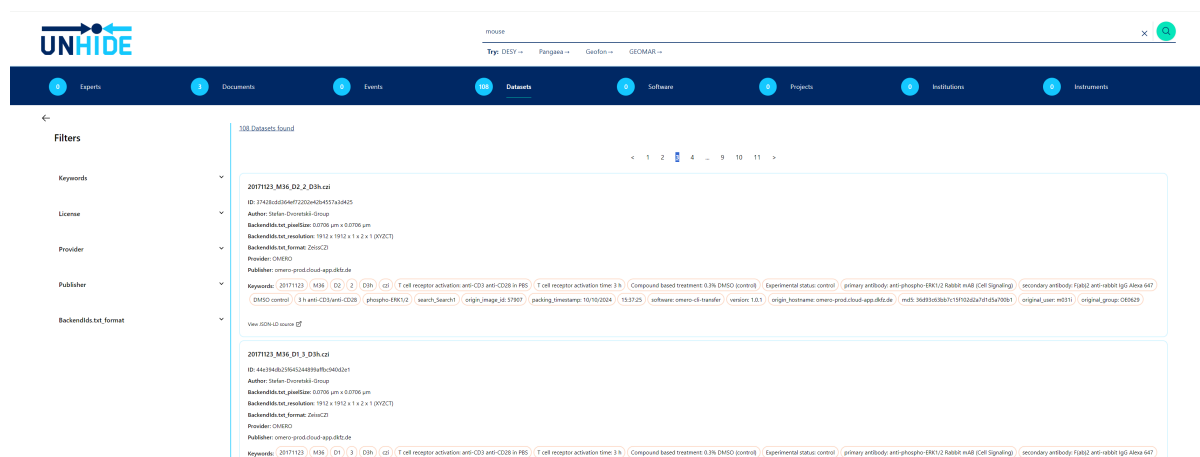 UNHIDE
mouse
Try: DESY→ Pangaea→ Geofon→ GEOMAR→
0 Experts 3 Documents 0 Events 108 Datasets 0 Software 0 Projects 0 Institutions 0 Instruments
Filters
Keywords
License
Provider
Publisher
BackendIds.txt_format
108 Datasets found
< 1 2 3 4 ... 9 10 11 >
20171123_M36_D2_2_D3h.czi
ID: 37428cdd364ef72202e42b4557a3d425
Author: Stefan-Dvoretskii-Group
BackendIds.txt_pixelSize: 0.0706 µm x 0.0706 µm
BackendIds.txt_resolution: 1912 x 1912 x 1 x 2 x 1 (XYZCT)
BackendIds.txt_format: ZeissCZI
Provider: OMERO
Publisher: omero-prod.cloud-app.dkfz.de
Keywords: 20171123 M36 D2 2 D3h czi T cell receptor activation: anti-CD3 anti-CD28 in PBS T cell receptor activation time: 3 h Compound based treatment: 0.3% DMSO (control) Experimental status: control primary antibody: anti-phospho-ERK1/2 Rabbit mAB (Cell Signaling) secondary antibody: F(ab)2 anti-rabbit IgG Alexa 647
DMSO control 3 h anti-CD3/anti-CD28 phospho-ERK1/2 search_Search1 origin_image_id: 57907 packing_timestamp: 10/10/2024 15:37:25 software: omero-cli-transfer version: 1.0.1 origin_hostname: omero-prod.cloud-app.dkfz.de md5: 36d93c63bb7c15f102d2a7d1d5a700b1 original_user: m031i original_group: OE0629
View JSON-LD source
20171123_M36_D1_3_D3h.czi
ID: 44e394db25f645244899affbc940d2e1
Author: Stefan-Dvoretskii-Group
BackendIds.txt_pixelSize: 0.0706 µm x 0.0706 µm
BackendIds.txt_resolution: 1912 x 1912 x 1 x 2 x 1 (XYZCT)
BackendIds.txt_format: ZeissCZI
Provider: OMERO
Publisher: omero-prod.cloud-app.dkfz.de
Keywords: 20171123 M36 D1 3 D3h czi T cell receptor activation: anti-CD3 anti-CD28 in PBS T cell receptor activation time: 3 h Compound based treatment: 0.3% DMSO (control) Experimental status: control primary antibody: anti-phospho-ERK1/2 Rabbit mAB (Cell Signaling) secondary antibody: F(ab)2 anti-rabbit IgG Alexa 647